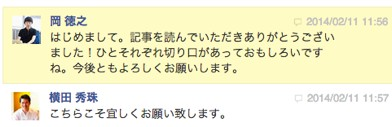 岡 徳之
2014/02/11 11:56
はじめまして。記事を読んでいただきありがとうござい
ました！ひとそれぞれ切り口があっておもしろいです
ね。今後ともよろしくお願いします。
横田 秀珠
2014/02/11 11:57
こちらこそ宜しくお願い致します。